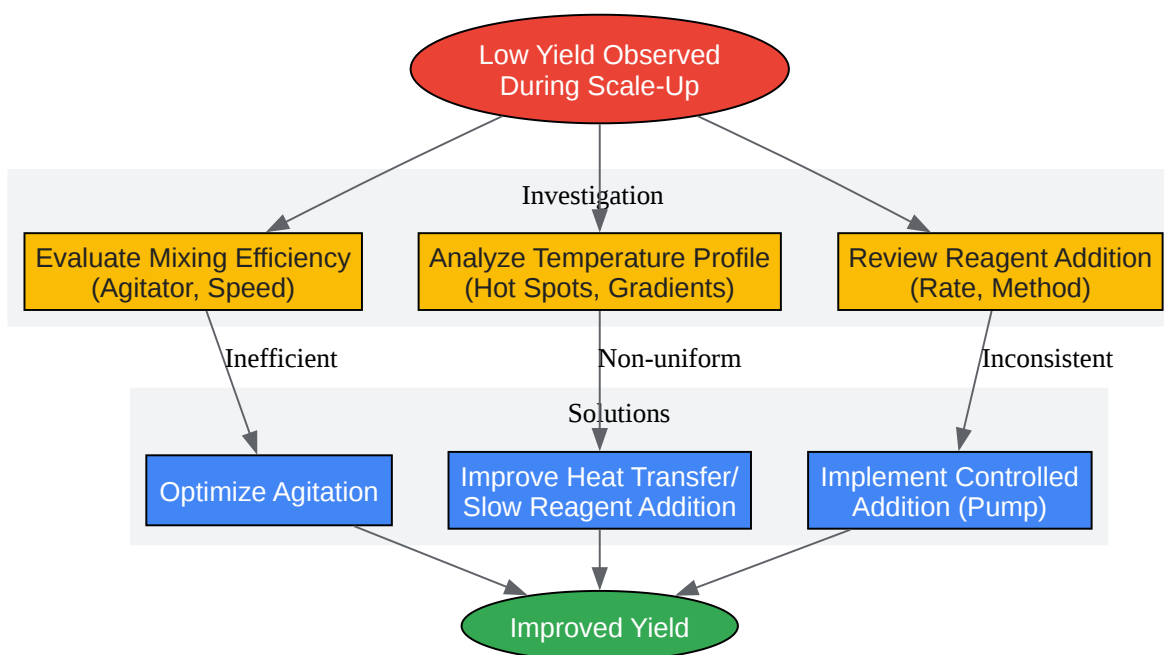 Low Yield Observed
During Scale-Up
Investigation
Evaluate Mixing Efficiency
(Agitator, Speed)
Analyze Temperature Profile
(Hot Spots, Gradients)
Review Reagent Addition
(Rate, Method)
Inefficient
Non-uniform
Inconsistent
Solutions
Optimize Agitation
Improve Heat Transfer/
Slow Reagent Addition
Implement Controlled
Addition (Pump)
Improved Yield